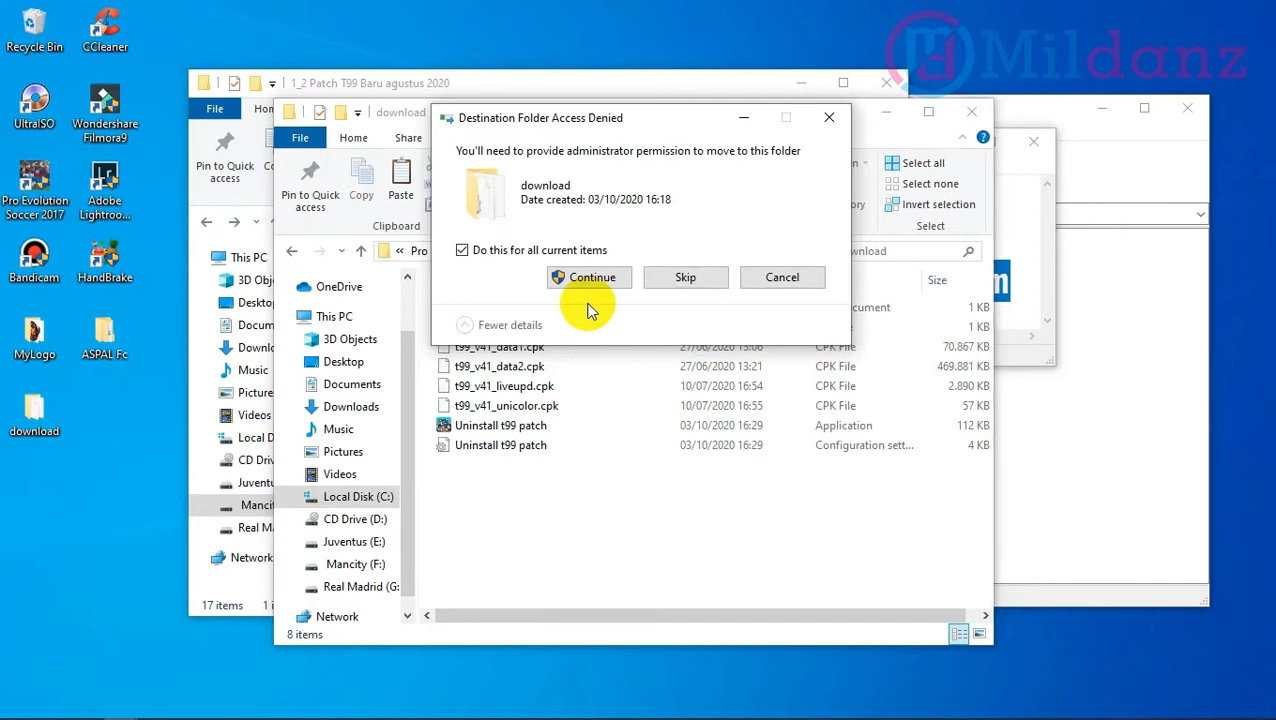 Mildanz
Recycle Bin
CCleaner
UltraISO
Wondershare
Filmora9
Pro Evolution
Soccer 2017
Adobe
Lightroo...
Bandicam
HandBrake
MyLogo
ASPAL Fc
download
1_2 Patch T99 Baru agustus 2020
File
Hom
Pin to Quick
access
This PC
3D Obj
Deskto
Docum
Downlo
Music
Picture
Videos
Local D
CD Driv
Juventu
Manci
Real M
Network
17 items
download
File
Home
Share
Pin to Quick
access
Copy
Paste
Clipboard
Select all
Select none
Invert selection
Select
« Pro
wnload
OneDrive
This PC
3D Objects
Desktop
Documents
Downloads
Music
Pictures
Videos
Local Disk (C:)
CD Drive (D:)
Juventus (E:)
Mancity (F:)
Real Madrid (G:
Network
8 items
Destination Folder Access Denied
You'll need to provide administrator permission to move to this folder
download
Date created: 03/10/2020 16:18
Do this for all current items
Continue
Skip
Cancel
Fewer details
Size
ocument 1 KB
1 KB
t99_v41_data1.cpk 27/06/2020 13:06 CPK File 70.867 KB
t99_v41_data2.cpk 27/06/2020 13:21 CPK File 469.881 KB
t99_v41_liveupd.cpk 10/07/2020 16:54 CPK File 2.890 KB
t99_v41_unicolor.cpk 10/07/2020 16:55 CPK File 57 KB
Uninstall t99 patch 03/10/2020 16:29 Application 112 KB
Uninstall t99 patch 03/10/2020 16:29 Configuration sett... 4 KB